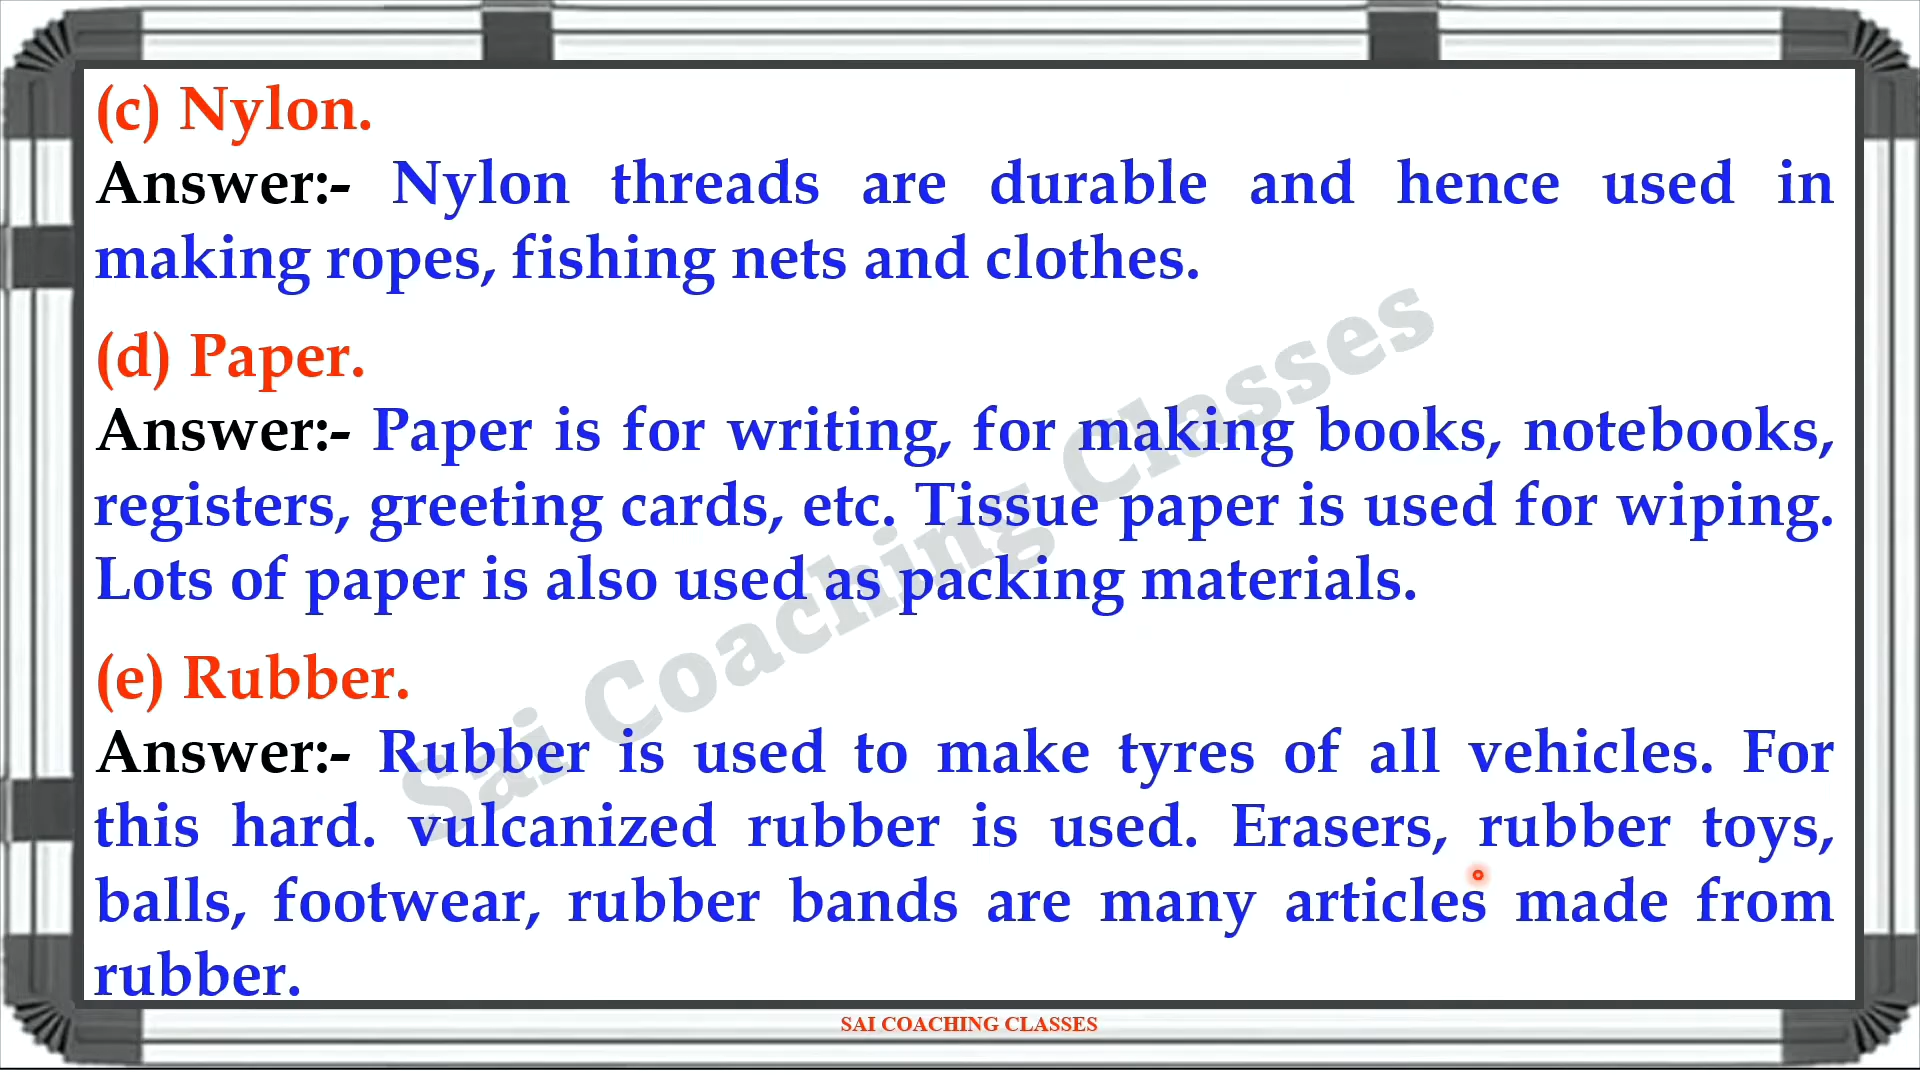 (c) Nylon.
Answer:- Nylon threads are durable and hence used in
making ropes, fishing nets and clothes.
(d) Paper.
Answer:- Paper is for writing, for making books, notebooks,
registers, greeting cards, etc. Tissue paper is used for wiping.
Lots of paper is also used as packing materials.
(e) Rubber.
Answer:- Rubber is used to make tyres of all vehicles. For
this hard. vulcanized rubber is used. Erasers, rubber toys,
balls, footwear, rubber bands are many articles made from
rubber.
Sai Coaching Classes
SAI COACHING CLASSES